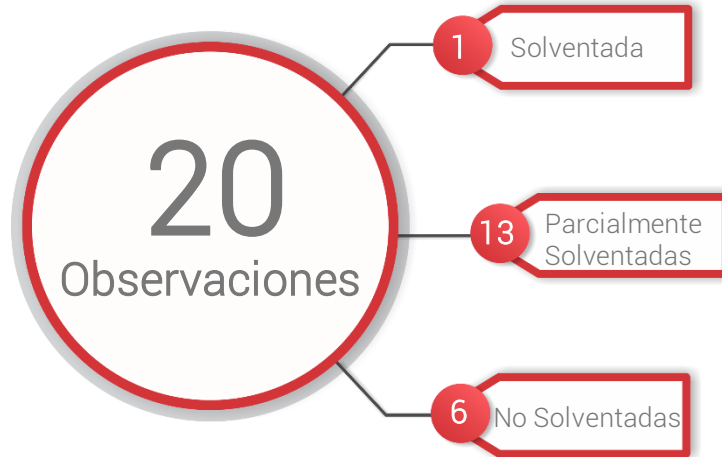 20
Observaciones
1
Solventada
13
Parcialmente
Solventadas
6
No Solventadas